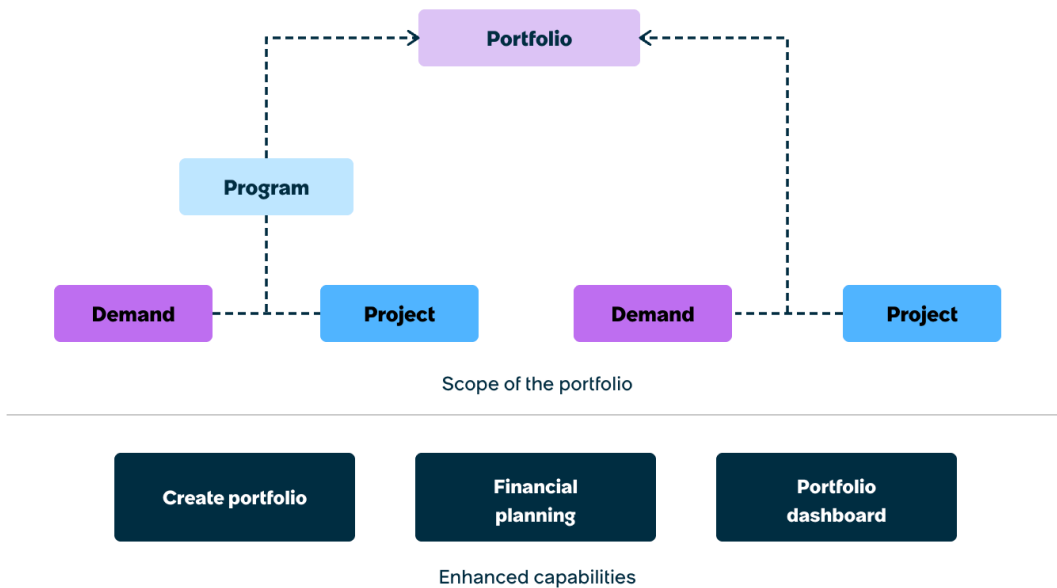 Portfolio
Program
Demand
Project
Demand
Project
Scope of the portfolio
Create portfolio
Financial
planning
Portfolio
dashboard
Enhanced capabilities